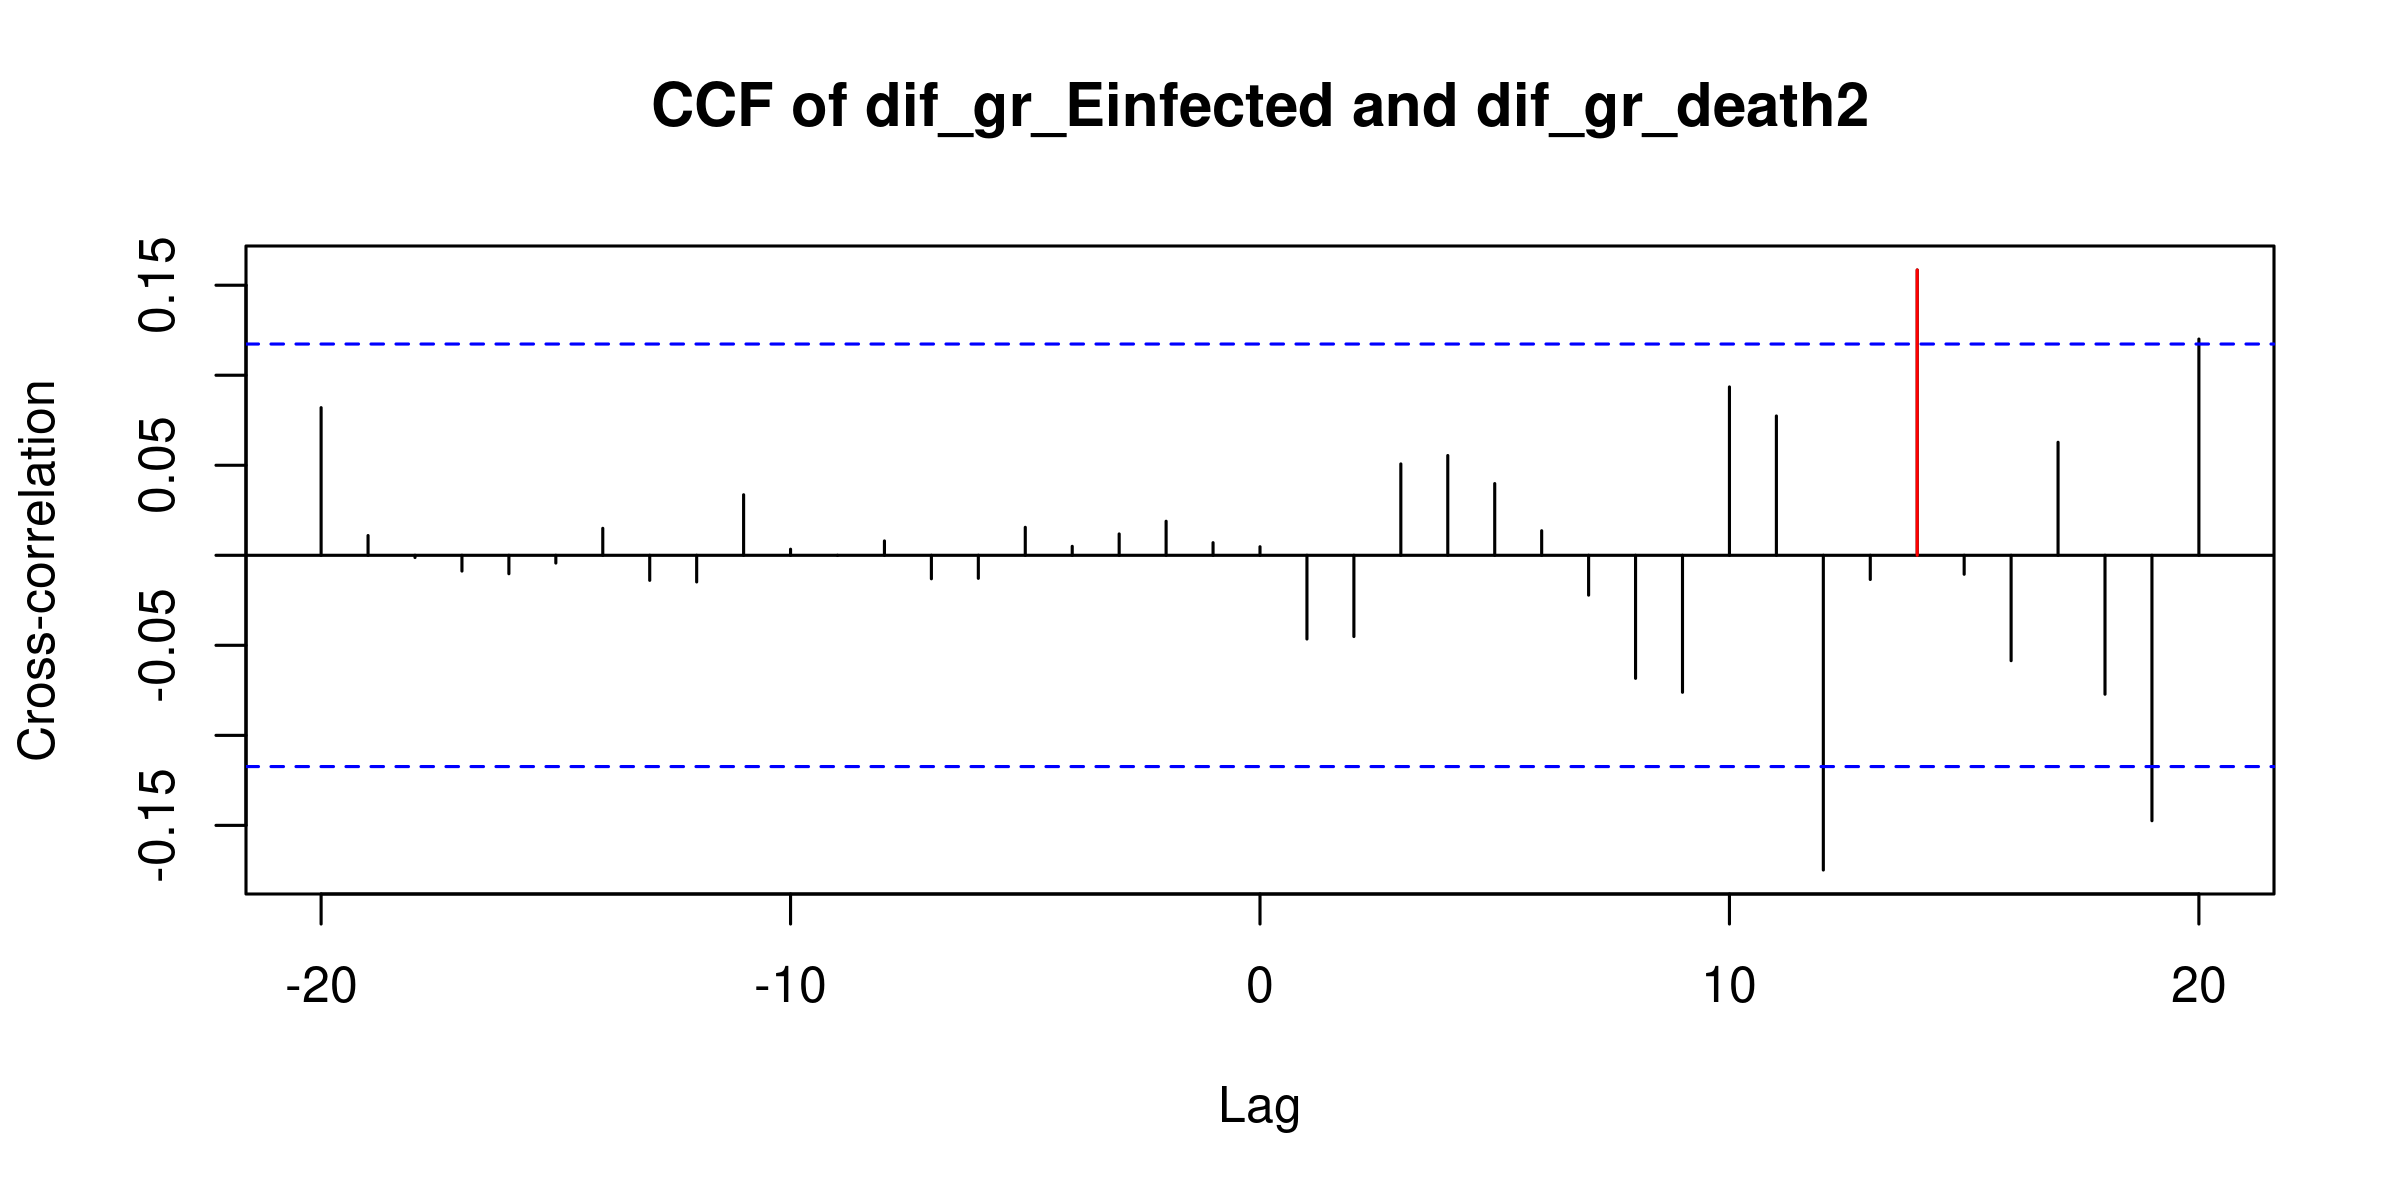 CCF of dif_gr_Einfected and dif_gr_death2
Cross-correlation
0.15
0.05
-0.05
-0.15
-20 -10 0 10 20
Lag